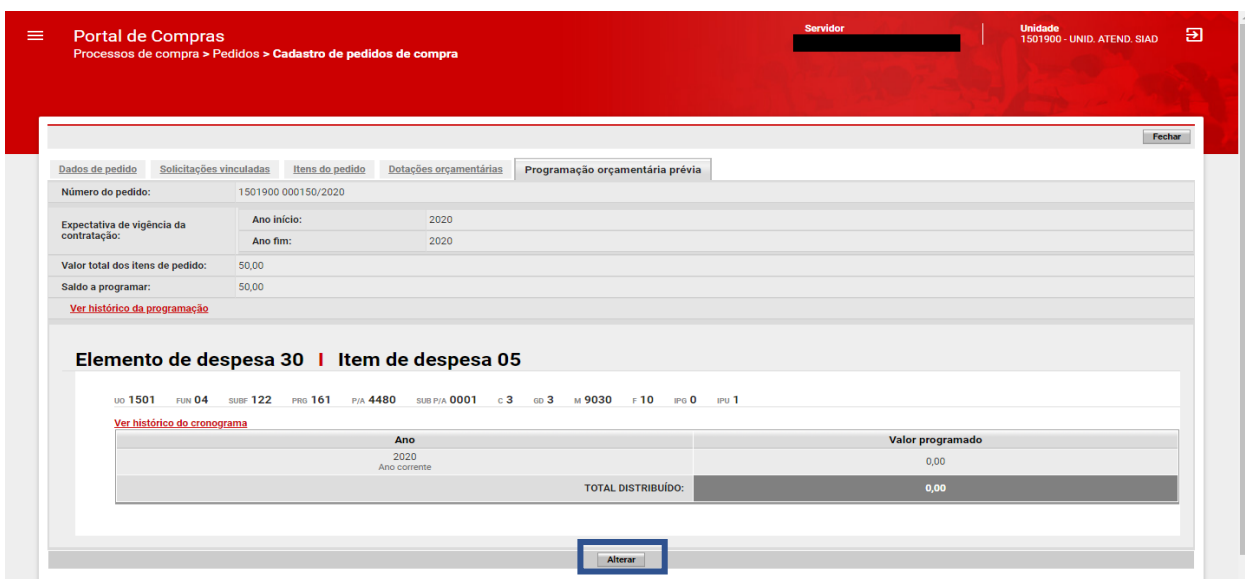 Portal de Compras
Processos de compra > Pedidos > Cadastro de pedidos de compra
Servidor
Unidade
1501900 - UNID. ATEND. SIAD
Fechar
Dados de pedido Solicitações vinculadas Itens do pedido Dotações orçamentárias Programação orçamentária prévia
Número do pedido: 1501900 000150/2020
Expectativa de vigência da contratação:
Ano início: 2020
Ano fim: 2020
Valor total dos itens de pedido: 50,00
Saldo a programar: 50,00
Ver histórico da programação
Elemento de despesa 30 I Item de despesa 05
UO 1501 FUN 04 SUBF 122 PRG 161 P/A 4480 SUB P/A 0001 C 3 GD 3 M 9030 F 10 IPG 0 IPU 1
Ver histórico do cronograma
Ano Valor programado
2020 0,00
Ano corrente
TOTAL DISTRIBUÍDO: 0,00
Alterar